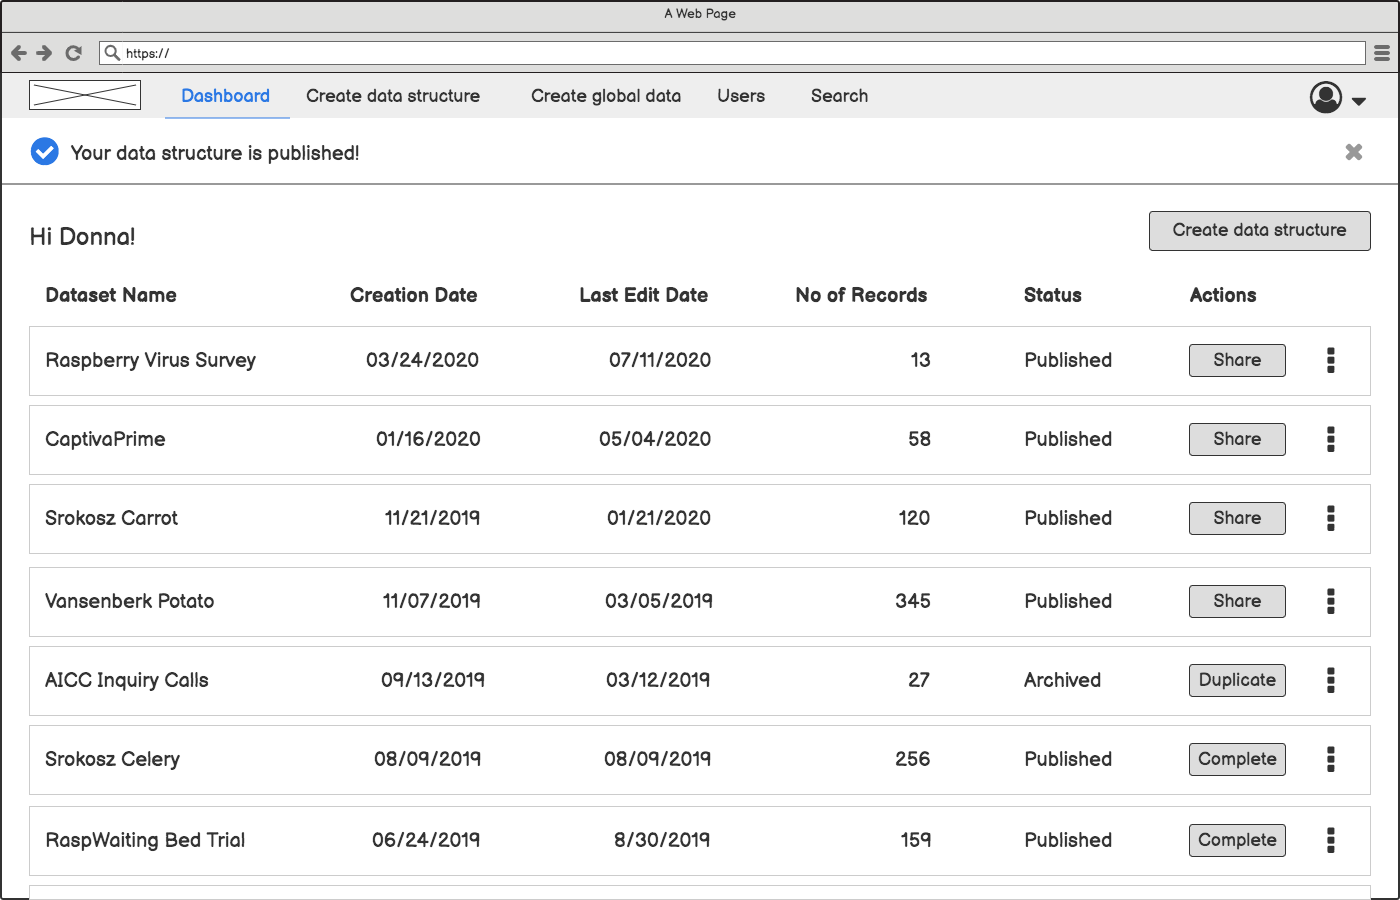 A Web Page
https://
Dashboard Create data structure Create global data Users Search
Your data structure is published!
Hi Donna!
Create data structure
Dataset Name Creation Date Last Edit Date No of Records Status Actions
Raspberry Virus Survey 03/24/2020 07/11/2020 13 Published Share
CaptivaPrime 01/16/2020 05/04/2020 58 Published Share
Srokosz Carrot 11/21/2019 01/21/2020 120 Published Share
Vansenberk Potato 11/07/2019 03/05/2019 345 Published Share
AICC Inquiry Calls 09/13/2019 03/12/2019 27 Archived Duplicate
Srokosz Celery 08/09/2019 08/09/2019 256 Published Complete
RaspWaiting Bed Trial 06/24/2019 8/30/2019 159 Published Complete